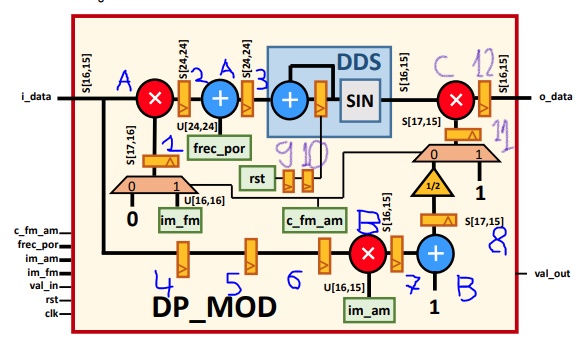 S[16,15]
A
S[24,24]
2
A
S[24,24]
3
DDS
SIN
S[16,15]
C
12
S[16,15]
i_data
o_data
U[24,24]
frec_por
S[17,16]
1
S[17,15]
11
9 10
rst
0 1
U[16,16]
0 1
0
im_fm
c_fm_am
1/2
1
B
S[16,15]
S[17,15]
8
c_fm_am
frec_por
im_am
im_fm
val_in
rst
clk
4
5
6
U[16,15]
7
B
val_out
DP_MOD
im_am
1